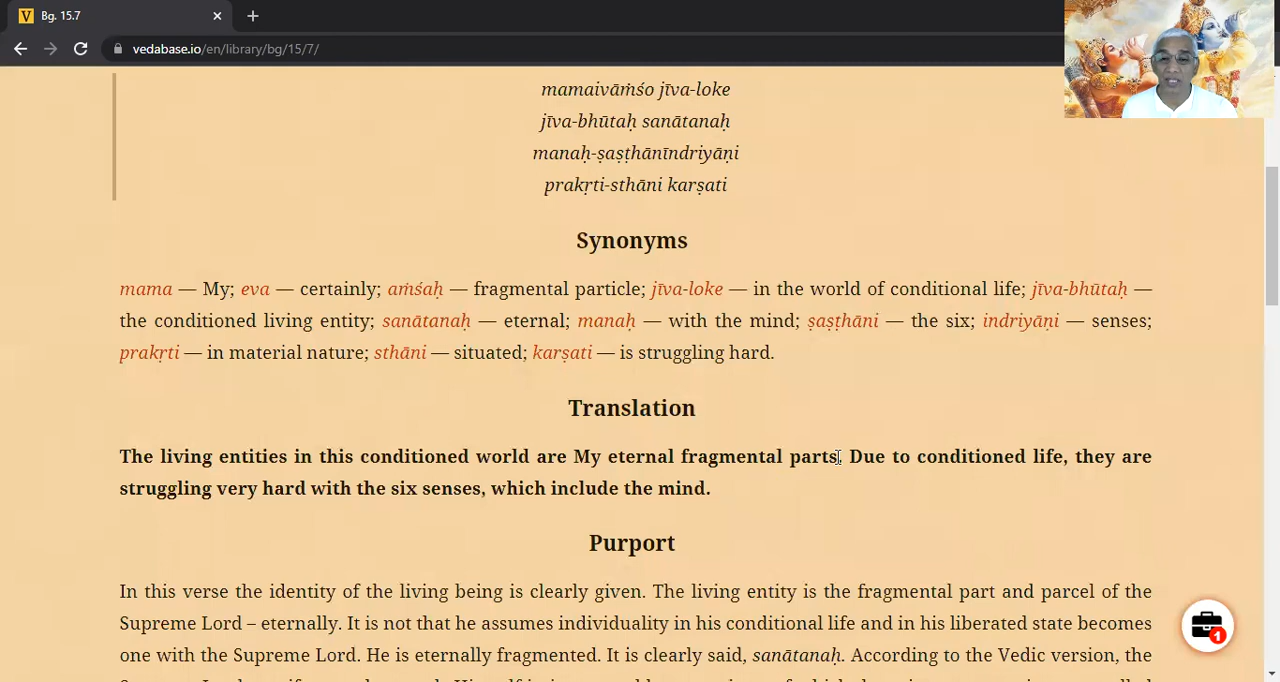 Bg. 15.7
vedabase.io/en/library/bg/15/7/
mamaivāṁśo jīva-loke
jīva-bhūtaḥ sanātanaḥ
manaḥ-ṣaṣṭhānīndriyāṇi
prakṛti-sthāni karṣati
Synonyms
mama — My; eva — certainly; aṁśaḥ — fragmental particle; jīva-loke — in the world of conditional life; jīva-bhūtaḥ —
the conditioned living entity; sanātanaḥ — eternal; manaḥ — with the mind; ṣaṣṭhāni — the six; indriyāṇi — senses;
prakṛti — in material nature; sthāni — situated; karṣati — is struggling hard.
Translation
The living entities in this conditioned world are My eternal fragmental parts. Due to conditioned life, they are
struggling very hard with the six senses, which include the mind.
Purport
In this verse the identity of the living being is clearly given. The living entity is the fragmental part and parcel of the
Supreme Lord – eternally. It is not that he assumes individuality in his conditional life and in his liberated state becomes
one with the Supreme Lord. He is eternally fragmented. It is clearly said, sanātanaḥ. According to the Vedic version, the
1